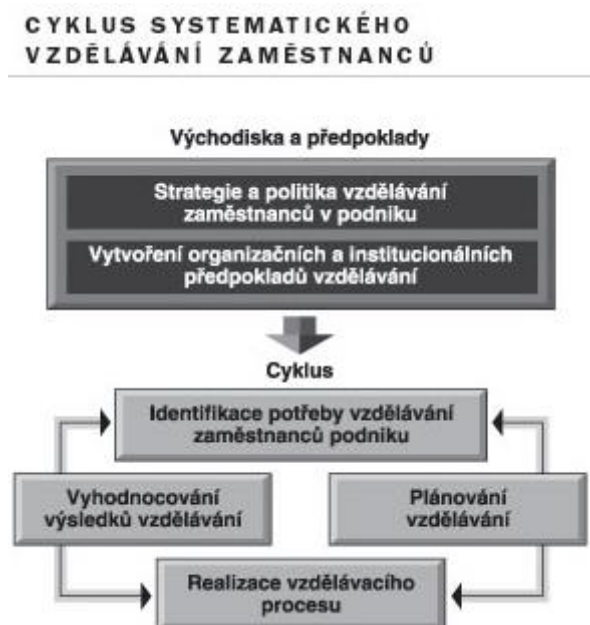 CYKLUS SYSTEMATICKÉHO
VZDĚLÁVÁNÍ ZAMĚSTNANCŮ
Východiska a předpoklady
Strategie a politika vzdělávání
zaměstnanců v podniku
Vytvoření organizačních a institucionálních
předpokladů vzdělávání
Cyklus
Identifikace potřeby vzdělávání
zaměstnanců podniku
Vyhodnocování
výsledků vzdělávání
Plánování
vzdělávání
Realizace vzdělávacího
procesu